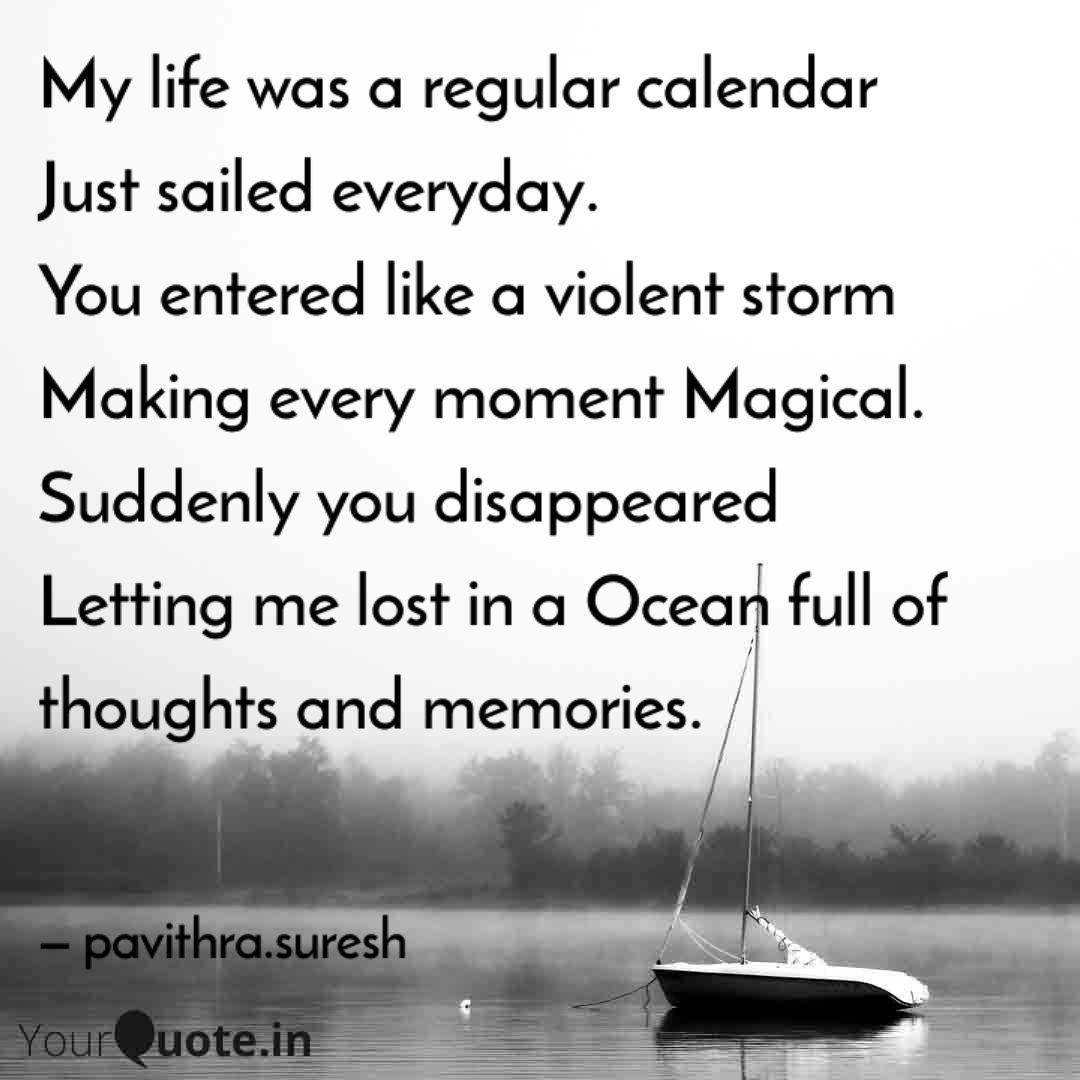 My life was a regular calendar
Just sailed everyday.
You entered like a violent storm
Making every moment Magical.
Suddenly you disappeared
Letting me lost in a Ocean full of
thoughts and memories.
– pavithra.suresh
YourQuote.in